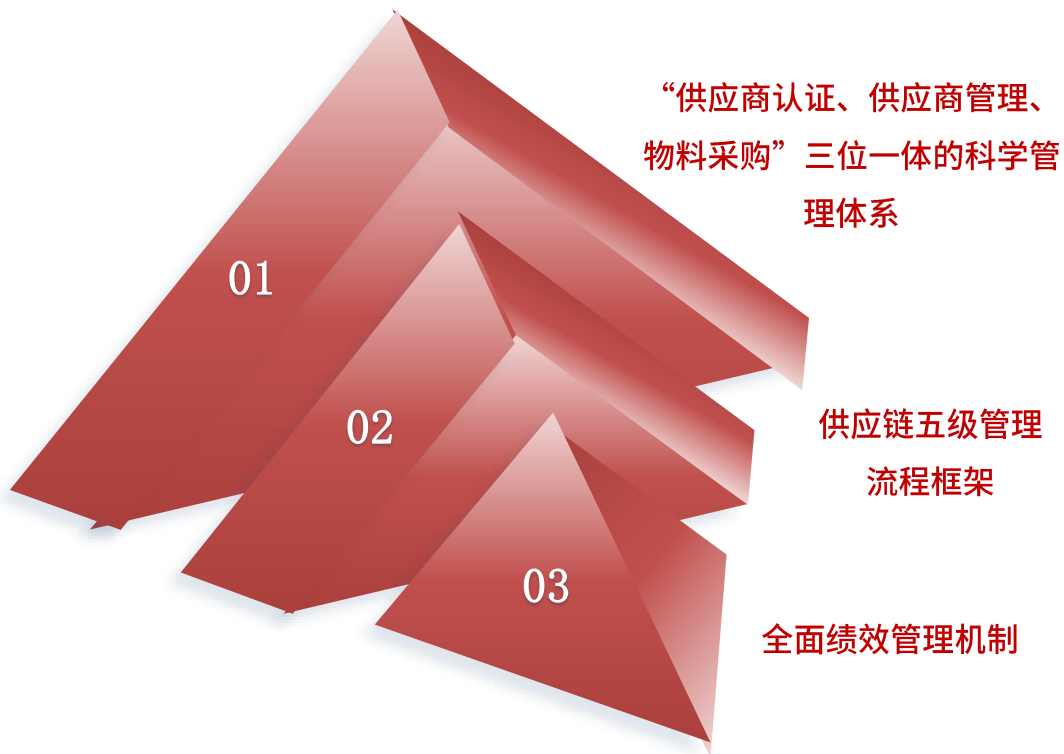 “供应商认证、供应商管理、
物料采购”三位一体的科学管
理体系
01
供应链五级管理
流程框架
02
全面绩效管理机制
03